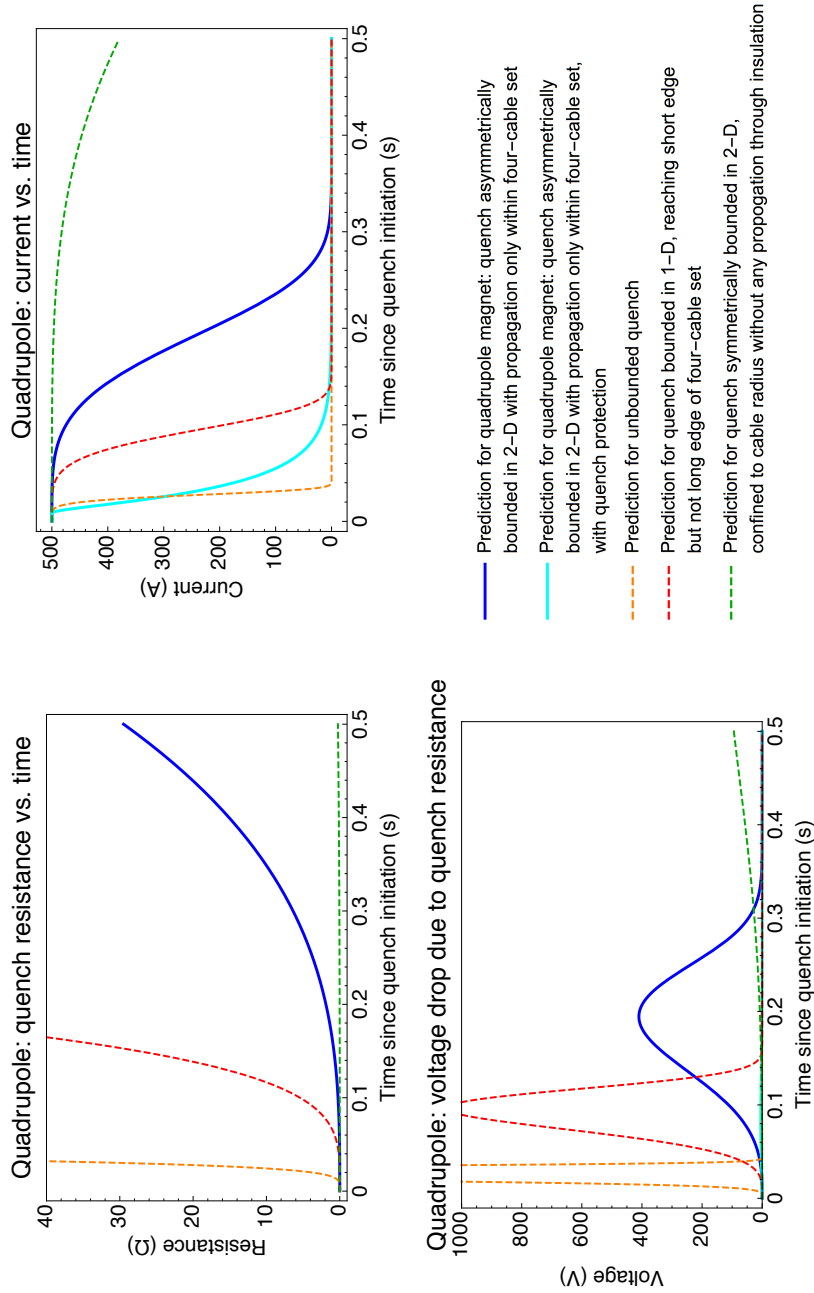 Quadrupole: quench resistance vs. time
40
30
20
10
0
Resistance (Ω)
0 0.1 0.2 0.3 0.4 0.5
Time since quench initiation (s)
Quadrupole: current vs. time
500
400
300
200
100
0
Current (A)
0 0.1 0.2 0.3 0.4 0.5
Time since quench initiation (s)
Quadrupole: voltage drop due to quench resistance
1000
800
600
400
200
0
Voltage (V)
0 0.1 0.2 0.3 0.4 0.5
Time since quench initiation (s)
Prediction for quadrupole magnet: quench asymmetrically
bounded in 2−D with propagation only within four−cable set
Prediction for quadrupole magnet: quench asymmetrically
bounded in 2−D with propagation only within four−cable set,
with quench protection
Prediction for unbounded quench
Prediction for quench bounded in 1−D, reaching short edge
but not long edge of four−cable set
Prediction for quench symmetrically bounded in 2−D,
confined to cable radius without any propogation through insulation